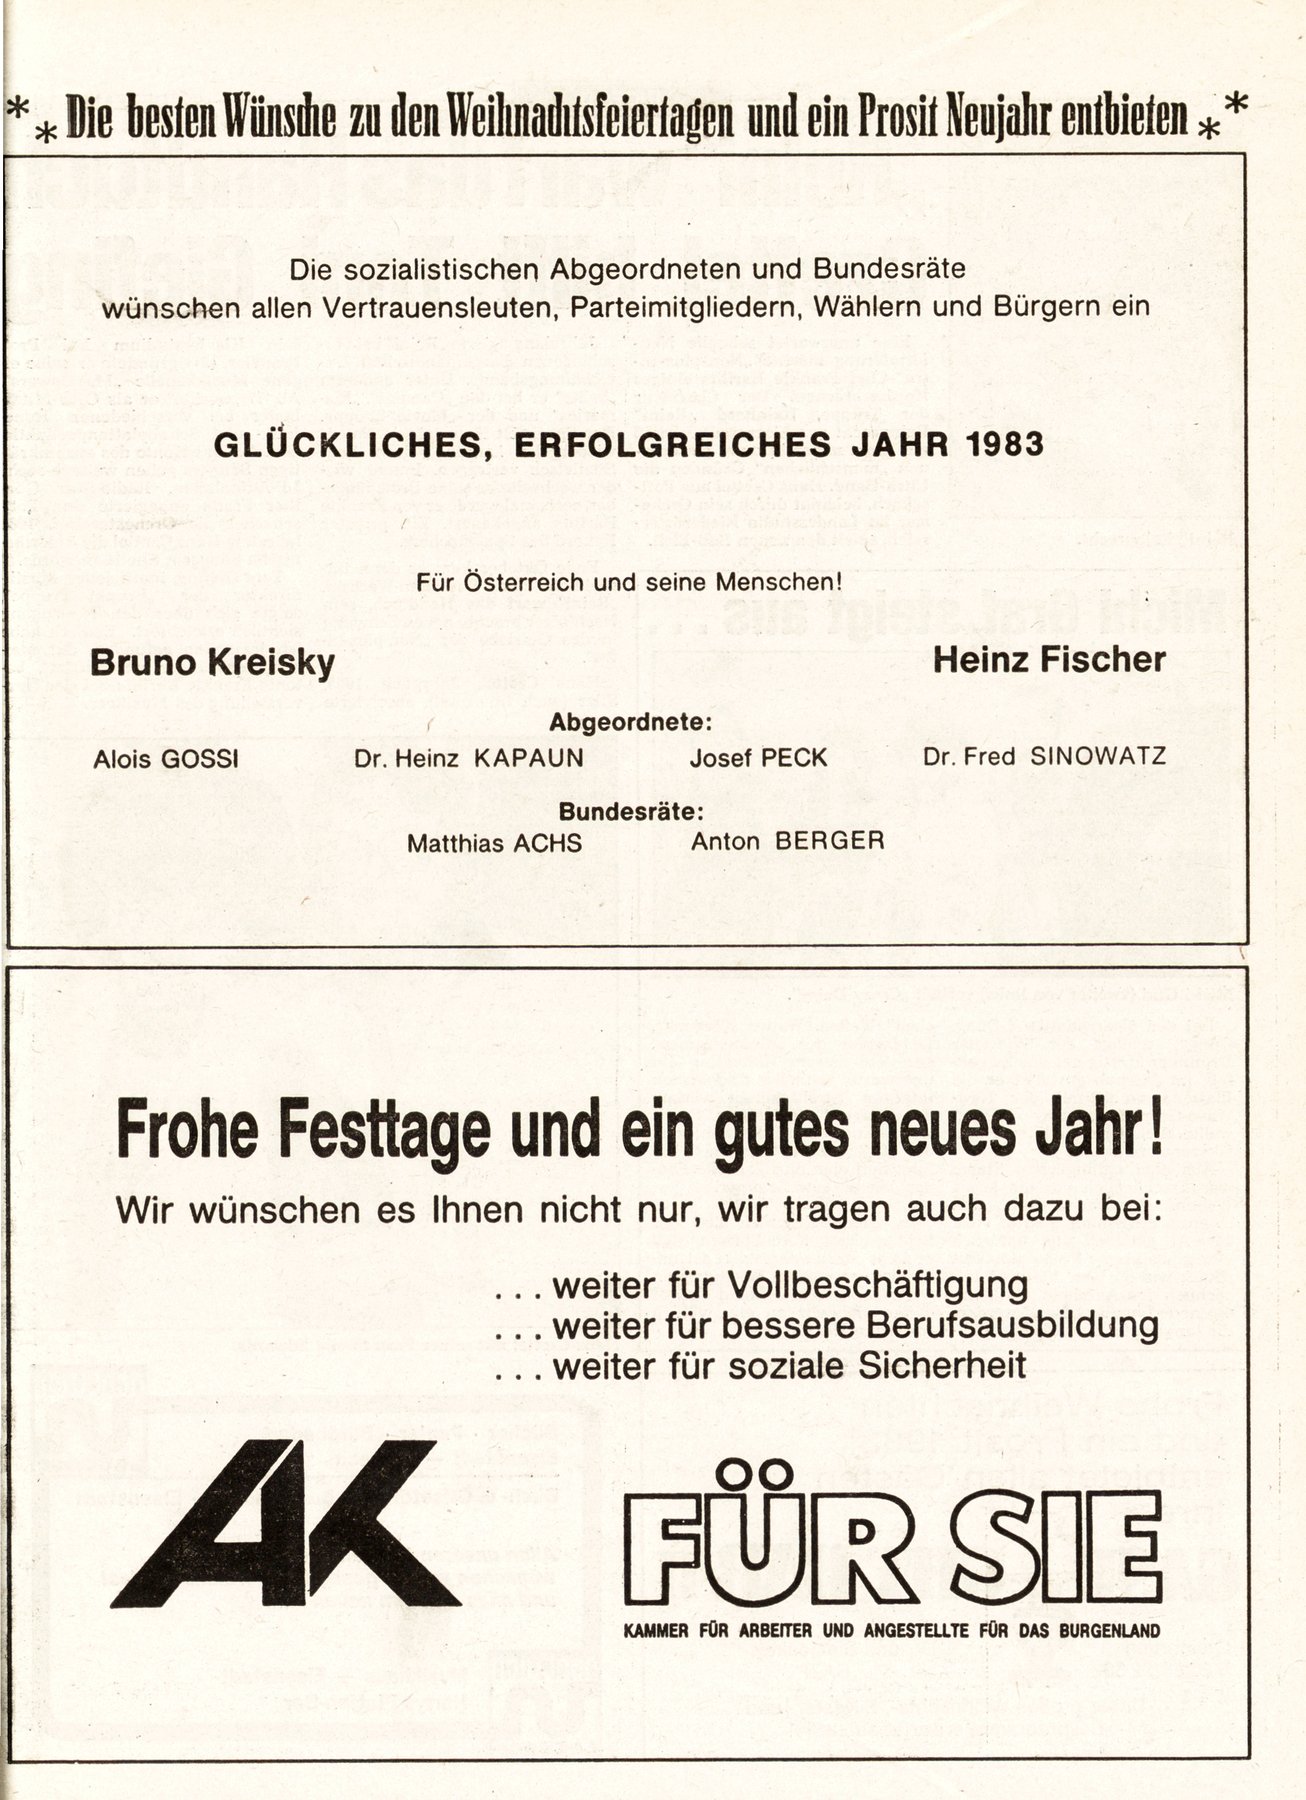 * * Die besten Wünsche zu den Weihnachtsfeiertagen und ein Prosit Neujahr entbieten * *
Die sozialistischen Abgeordneten und Bundesräte
wünschen allen Vertrauensleuten, Parteimitgliedern, Wählern und Bürgern ein
GLÜCKLICHES, ERFOLGREICHES JAHR 1983
Für Österreich und seine Menschen!
Bruno Kreisky Heinz Fischer
Abgeordnete:
Alois GOSSI Dr. Heinz KAPAUN Josef PECK Dr. Fred SINOWATZ
Bundesräte:
Matthias ACHS Anton BERGER
Frohe Festtage und ein gutes neues Jahr!
Wir wünschen es Ihnen nicht nur, wir tragen auch dazu bei:
... weiter für Vollbeschäftigung
... weiter für bessere Berufsausbildung
... weiter für soziale Sicherheit
AK FÜR SIE
KAMMER FÜR ARBEITER UND ANGESTELLTE FÜR DAS BURGENLAND